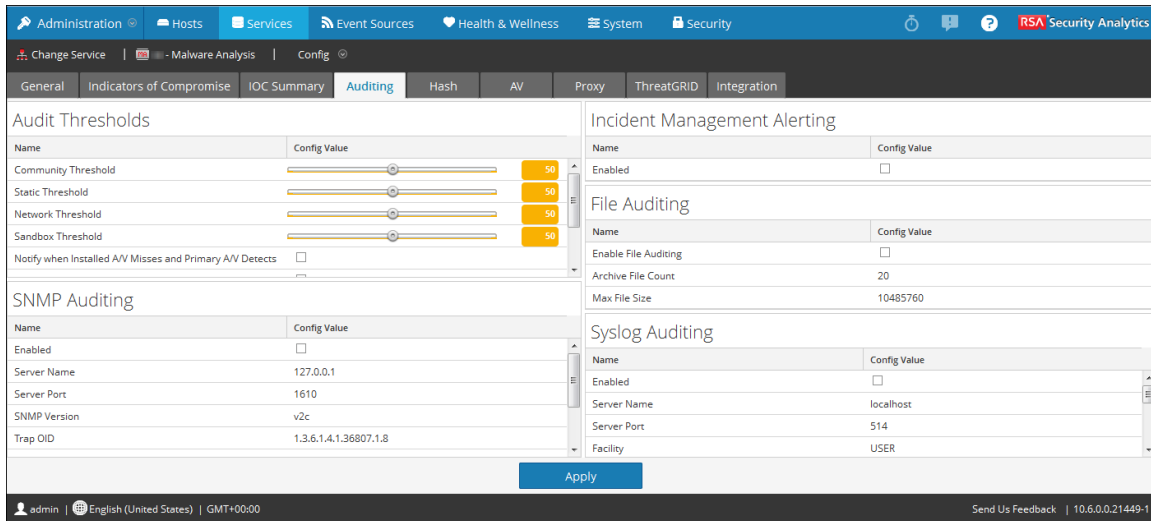 Administration Hosts Services Event Sources Health & Wellness System Security RSA Security Analytics
Change Service | MA - Malware Analysis | Config
General Indicators of Compromise IOC Summary Auditing Hash AV Proxy ThreatGRID Integration
Audit Thresholds
Name Config Value
Community Threshold 50
Static Threshold 50
Network Threshold 50
Sandbox Threshold 50
Notify when Installed A/V Misses and Primary A/V Detects
SNMP Auditing
Name Config Value
Enabled
Server Name 127.0.0.1
Server Port 1610
SNMP Version v2c
Trap OID 1.3.6.1.4.1.36807.1.8
Incident Management Alerting
Name Config Value
Enabled
File Auditing
Name Config Value
Enable File Auditing
Archive File Count 20
Max File Size 10485760
Syslog Auditing
Name Config Value
Enabled
Server Name localhost
Server Port 514
Facility USER
Apply
admin | English (United States) | GMT+00:00 Send Us Feedback | 10.6.0.0.21449-1